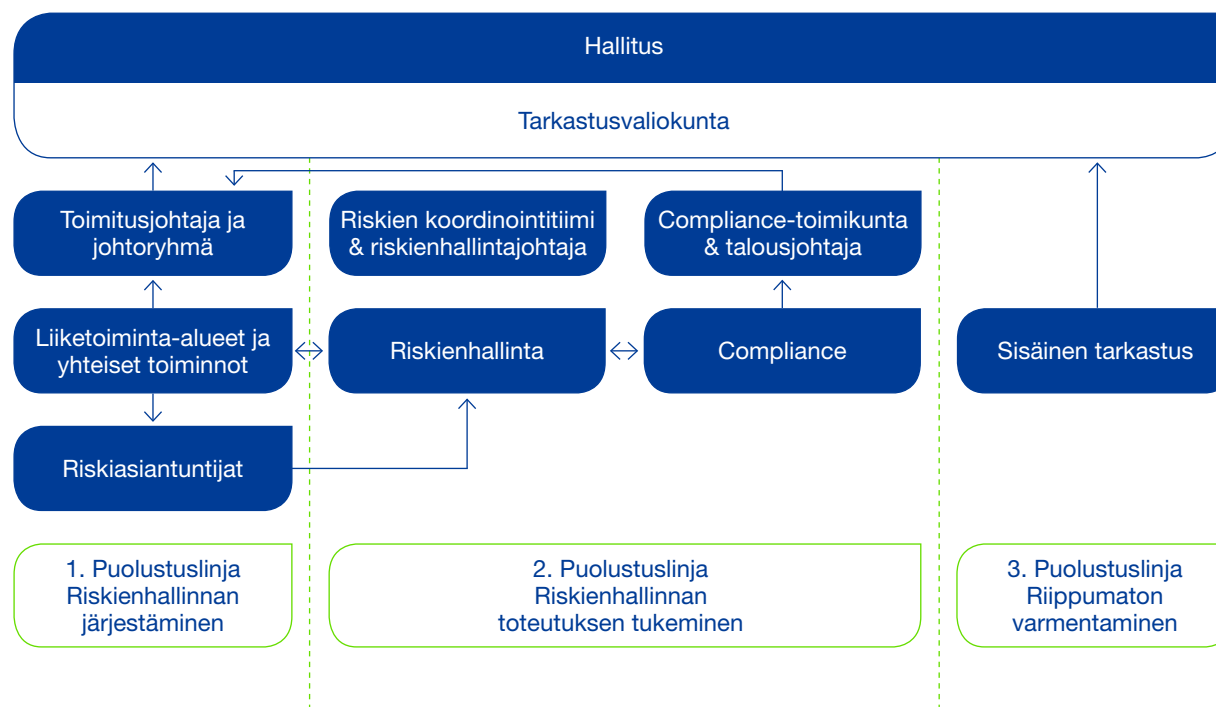 Hallitus
Tarkastusvaliokunta
Toimitusjohtaja ja
johtoryhmä
Riskien koordinointitiimi
& riskienhallintajohtaja
Compliance-toimikunta
& talousjohtaja
Liiketoiminta-alueet ja
yhteiset toiminnot
Riskienhallinta
Compliance
Sisäinen tarkastus
Riskiasiantuntijat
1. Puolustuslinja
Riskienhallinnan
järjestäminen
2. Puolustuslinja
Riskienhallinnan
toteutuksen tukeminen
3. Puolustuslinja
Riippumaton
varmentaminen